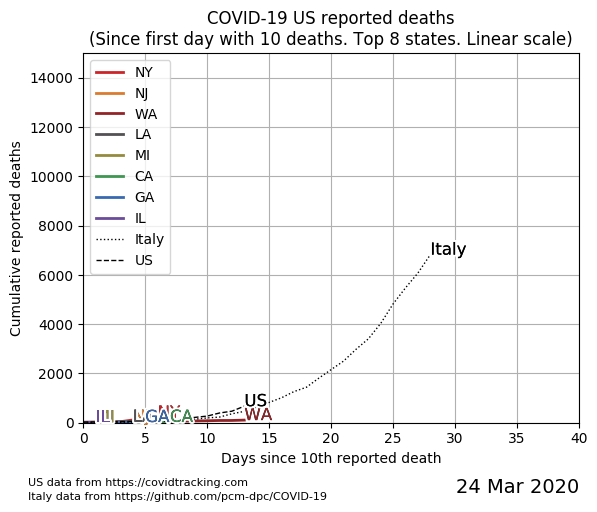 COVID-19 US reported deaths
(Since first day with 10 deaths. Top 8 states. Linear scale)
14000
12000
10000
8000
6000
4000
2000
0
Cumulative reported deaths
NY
NJ
WA
LA
MI
CA
GA
IL
Italy
US
Italy
US
WA
GA
CA
0 5 10 15 20 25 30 35 40
Days since 10th reported death
US data from https://covidtracking.com
Italy data from https://github.com/pcm-dpc/COVID-19
24 Mar 2020